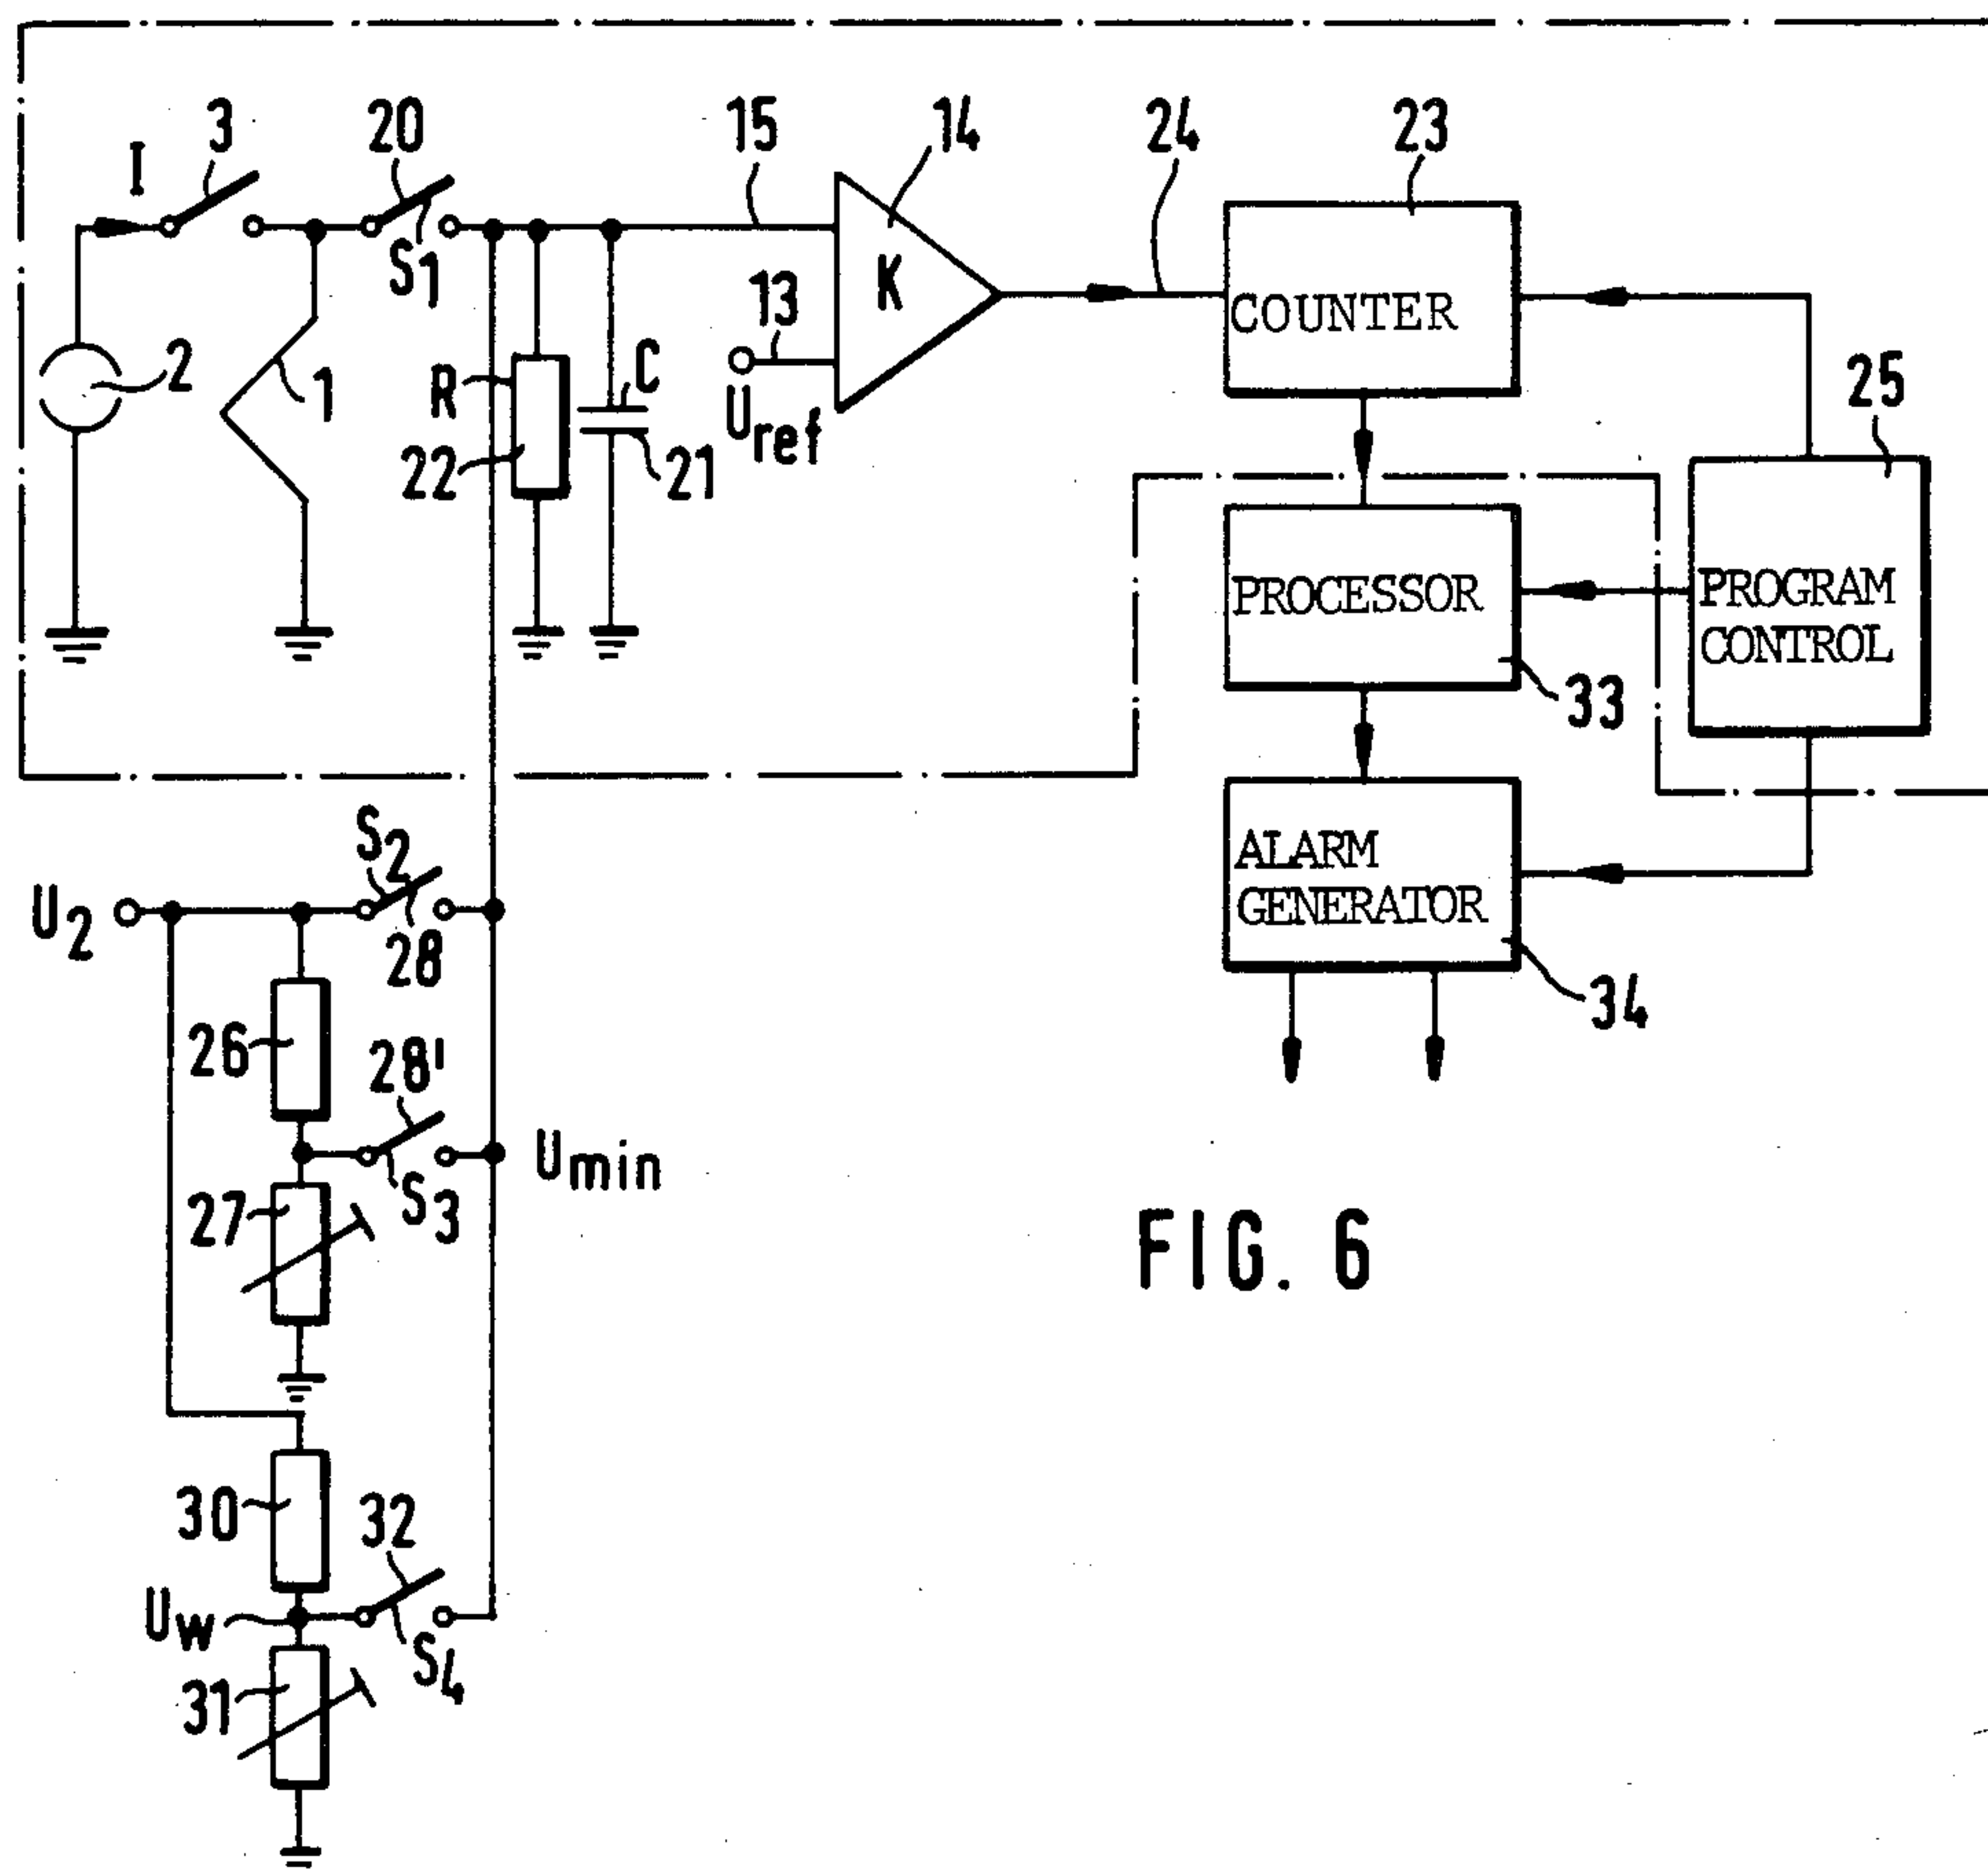 I
3
20
15
14
24
23
S1
K
13
COUNTER
2
1
R
C
Uref
25
22
21
PROCESSOR
PROGRAM
CONTROL
33
S2
U2
28
ALARM
GENERATOR
34
26
28'
Umin
27
S3
FIG. 6
30
32
Uw
S4
31